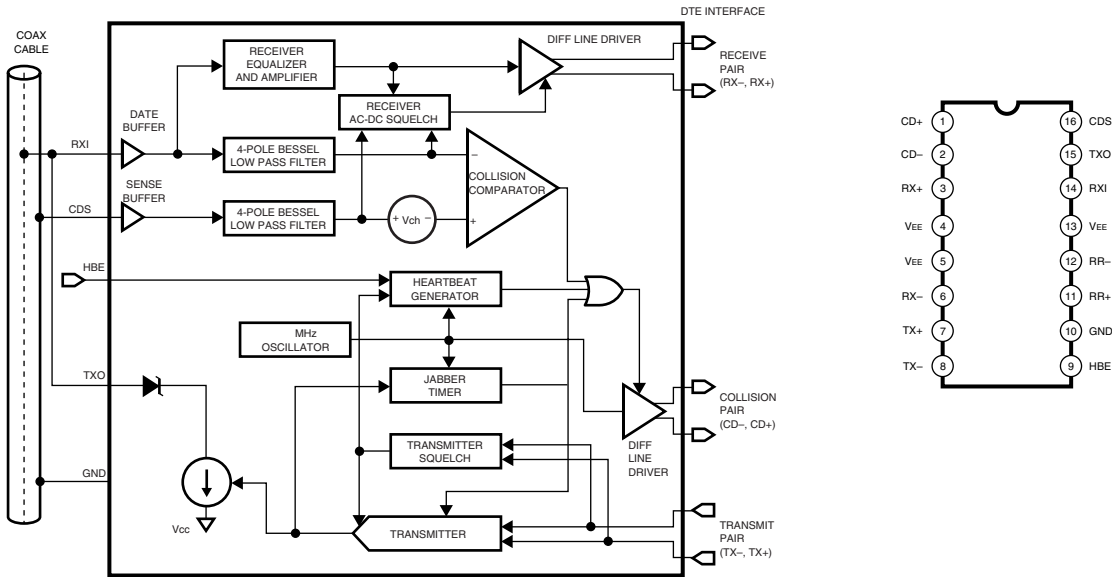 DTE INTERFACE
COAX
CABLE
RECEIVER
EQUALIZER
AND AMPLIFIER
DIFF LINE DRIVER
RECEIVE
PAIR
(RX–, RX+)
DATE
BUFFER
RECEIVER
AC-DC SQUELCH
RXI
4-POLE BESSEL
LOW PASS FILTER
–
COLLISION
COMPARATOR
SENSE
BUFFER
CDS
4-POLE BESSEL
LOW PASS FILTER
+ Vch –
+
HBE
HEARTBEAT
GENERATOR
MHz
OSCILLATOR
TXO
JABBER
TIMER
COLLISION
PAIR
(CD–, CD+)
TRANSMITTER
SQUELCH
DIFF
LINE
DRIVER
GND
Vcc
TRANSMITTER
TRANSMIT
PAIR
(TX–, TX+)
CD+ 1 16 CDS
CD– 2 15 TXO
RX+ 3 14 RXI
VEE 4 13 VEE
VEE 5 12 RR–
RX– 6 11 RR+
TX+ 7 10 GND
TX– 8 9 HBE